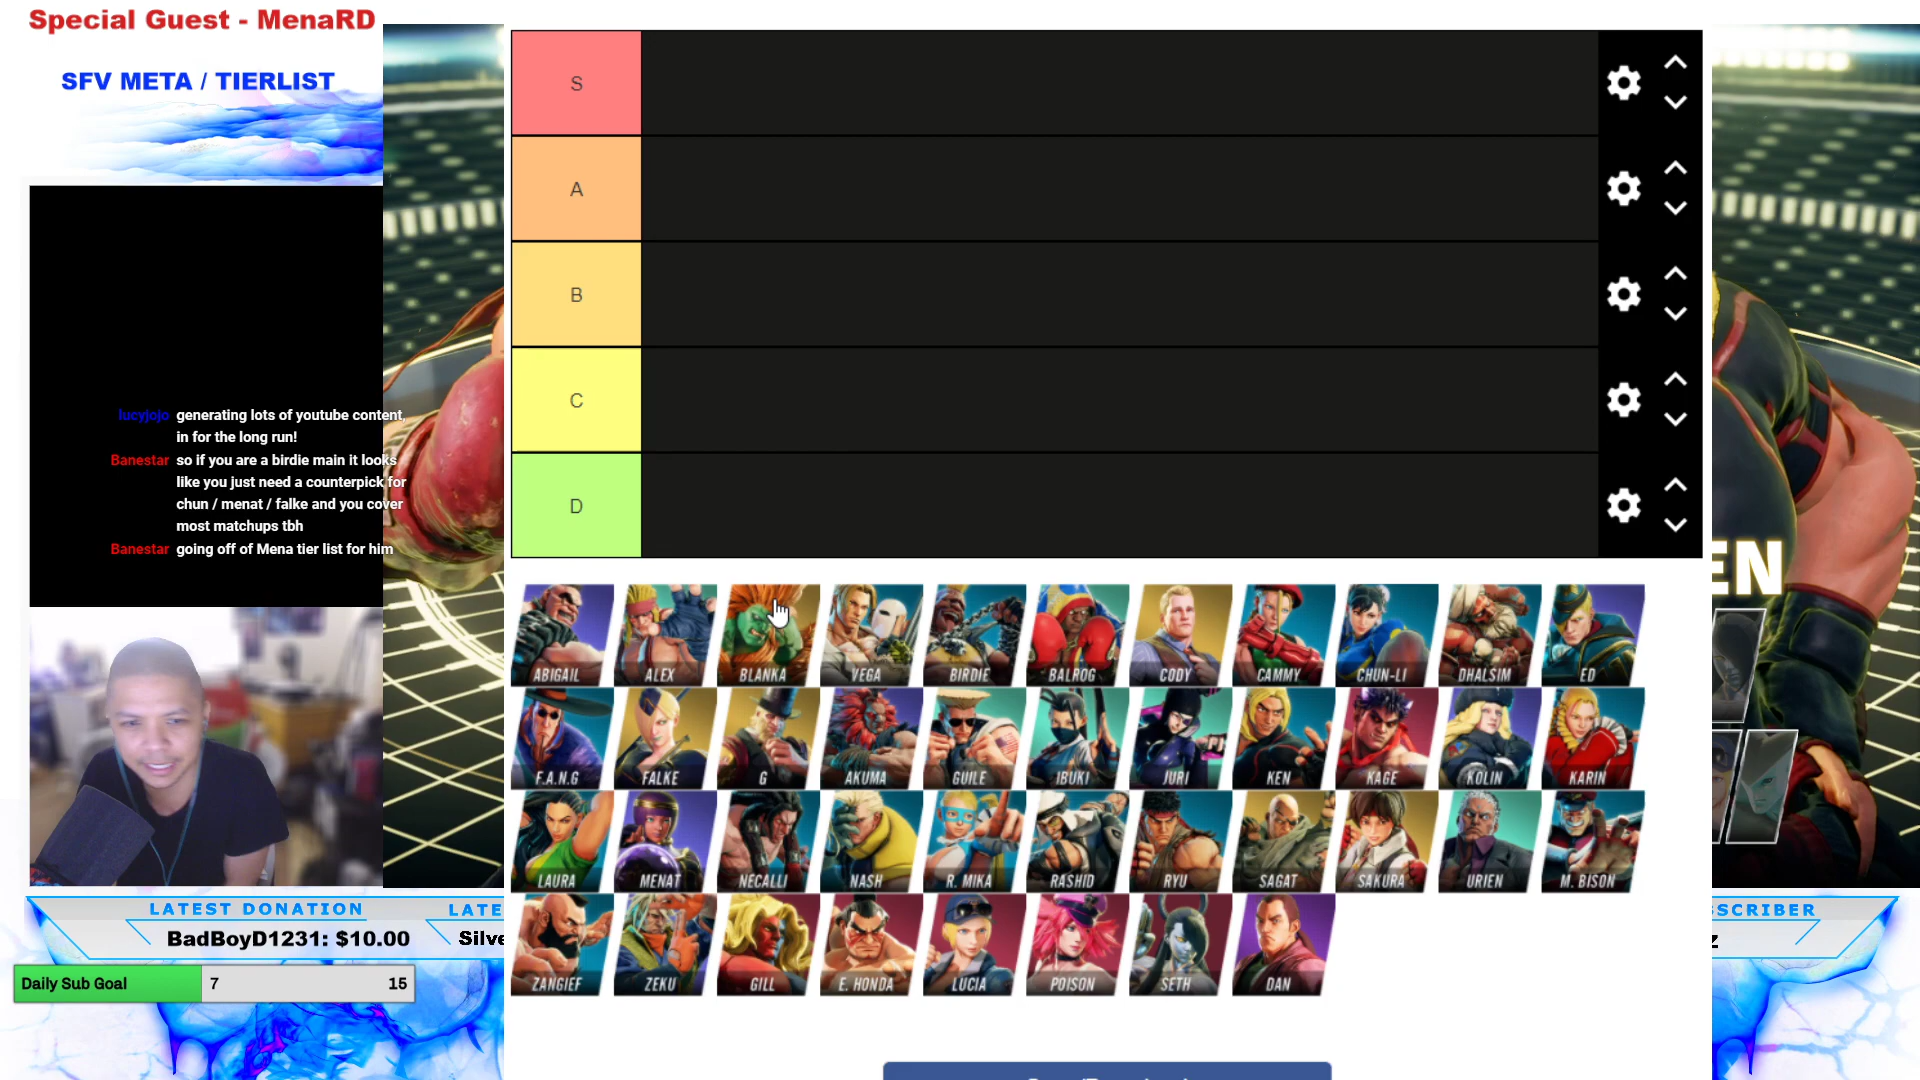 Special Guest - MenaRD
SFV META / TIERLIST
S
A
B
C
D
lucyjojo generating lots of youtube content,
in for the long run!
Banestar so if you are a birdie main it looks
like you just need a counterpick for
chun / menat / falke and you cover
most matchups tbh
Banestar going off of Mena tier list for him
EN
ABIGAIL ALEX BLANKA VEGA BIRDIE BALROG CODY CAMMY CHUN-LI DHALSIM ED
F.A.N.G FALKE G AKUMA GUILE IBUKI JURI KEN KAGE KOLIN KARIN
LAURA MENAT NECALLI NASH R. MIKA RASHID RYU SAGAT SAKURA URIEN M. BISON
ZANGIEF ZEKU GILL E. HONDA LUCIA POISON SETH DAN
LATEST DONATION LATE
BadBoyD1231: $10.00 Silve
SCRIBER
z
Daily Sub Goal 7 15